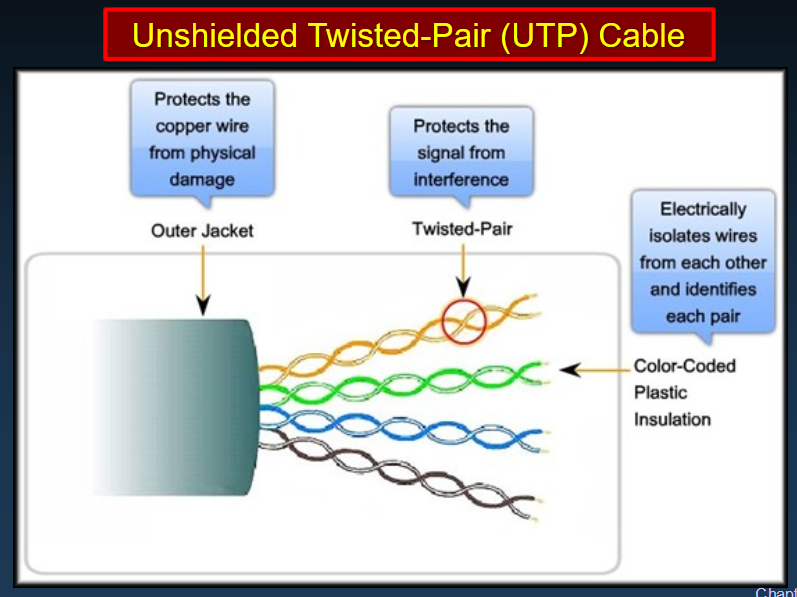 Unshielded Twisted-Pair (UTP) Cable
Protects the
copper wire
from physical
damage
Outer Jacket
Protects the
signal from
interference
Twisted-Pair
Electrically
isolates wires
from each other
and identifies
each pair
Color-Coded
Plastic
Insulation